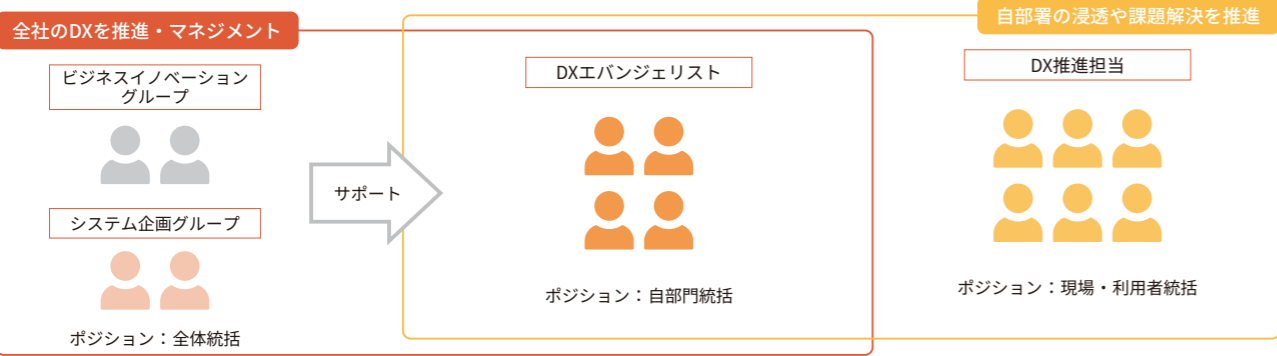 全社のDXを推進・マネジメント
自部署の浸透や課題解決を推進
ビジネスイノベーション
グループ
システム企画グループ
ポジション：全体統括
サポート
DXエバンジェリスト
ポジション：自部門統括
DX推進担当
ポジション：現場・利用者統括